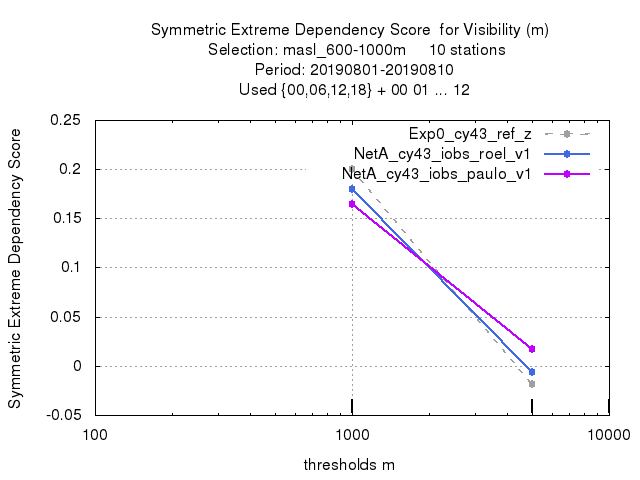 Symmetric Extreme Dependency Score  for Visibility (m)
Selection: masl_600-1000m     10 stations
Period: 20190801-20190810
Used {00,06,12,18} + 00 01 ... 12
Exp0_cy43_ref_z
NetA_cy43_iobs_roel_v1
NetA_cy43_iobs_paulo_v1
Symmetric Extreme Dependency Score
0.25
0.2
0.15
0.1
0.05
0
-0.05
100 1000 10000
thresholds m